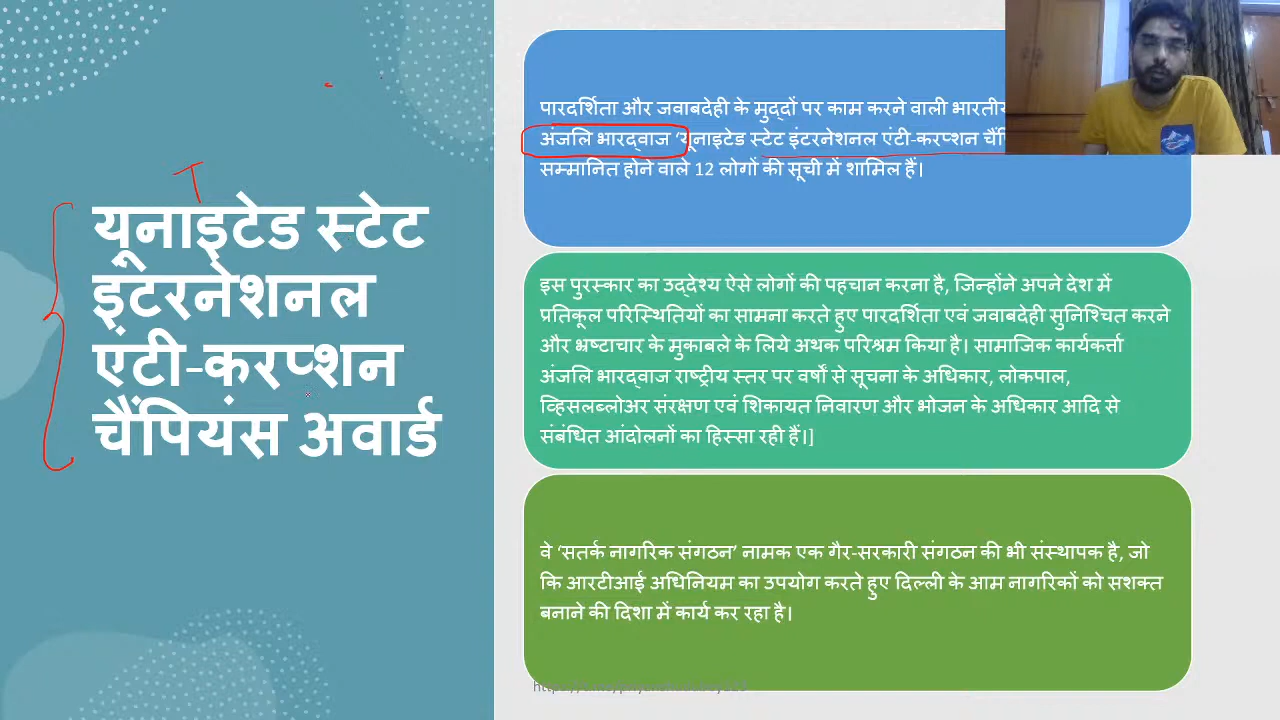 यूनाइटेड स्टेट
इंटरनेशनल
एंटी-करप्शन
चैंपियंस अवार्ड
पारदर्शिता और जवाबदेही के मुद्दों पर काम करने वाली
अंजलि भारद्वाज ‘यूनाइटेड स्टेट इंटरनेशनल एंटी-करप्शन
सम्मानित होने वाले 12 लोगों की सूची में शामिल हैं।
इस पुरस्कार का उद्देश्य ऐसे लोगों की पहचान करना है, जिन्होंने अपने देश में
प्रतिकूल परिस्थितियों का सामना करते हुए पारदर्शिता एवं जवाबदेही सुनिश्चित करने
और भ्रष्टाचार के मुकाबले के लिये अथक परिश्रम किया है। सामाजिक कार्यकर्त्ता
अंजलि भारद्वाज राष्ट्रीय स्तर पर वर्षों से सूचना के अधिकार, लोकपाल,
व्हिसलब्लोअर संरक्षण एवं शिकायत निवारण और भोजन के अधिकार आदि से
संबंधित आंदोलनों का हिस्सा रही हैं।]
वे ‘सतर्क नागरिक संगठन’ नामक एक गैर-सरकारी संगठन की भी संस्थापक है, जो
कि आरटीआई अधिनियम का उपयोग करते हुए दिल्ली के आम नागरिकों को सशक्त
बनाने की दिशा में कार्य कर रहा है।